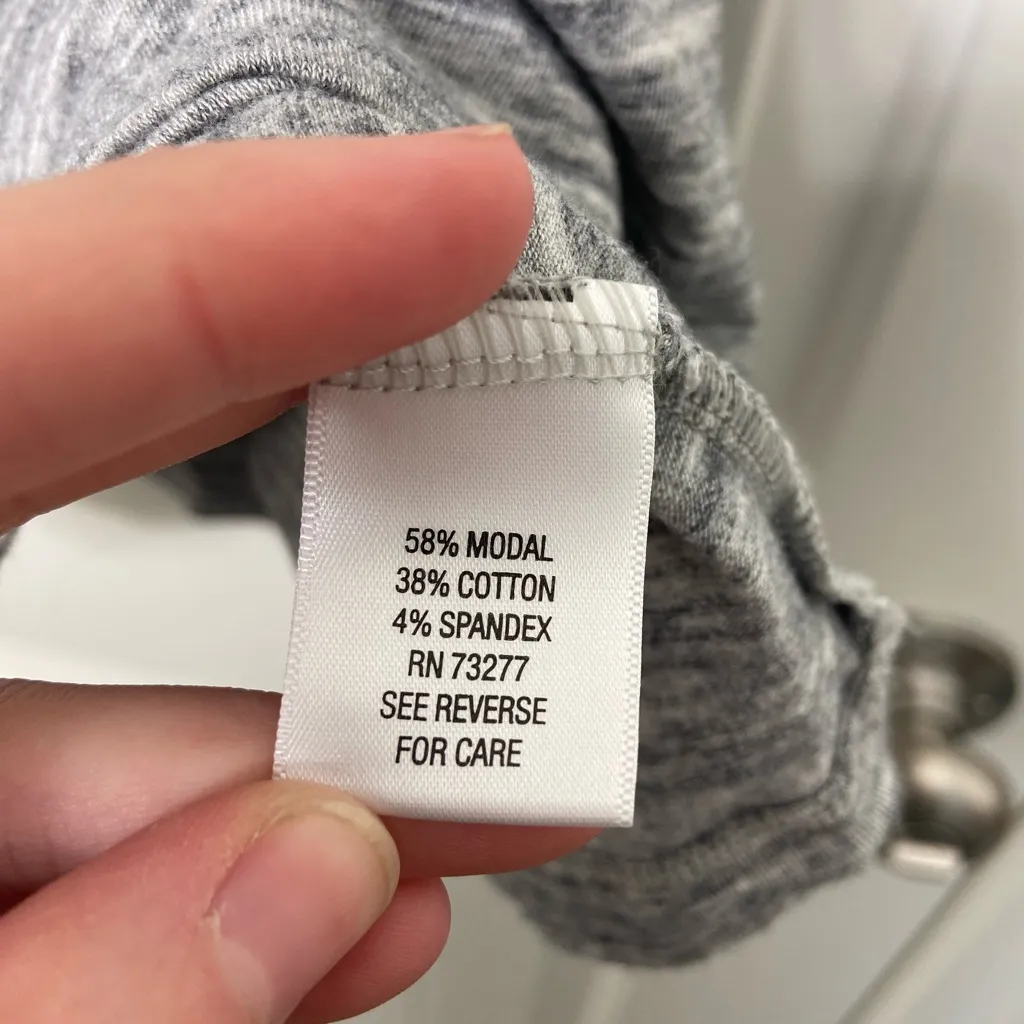 58% MODAL
38% COTTON
4% SPANDEX
RN 73277
SEE REVERSE
FOR CARE